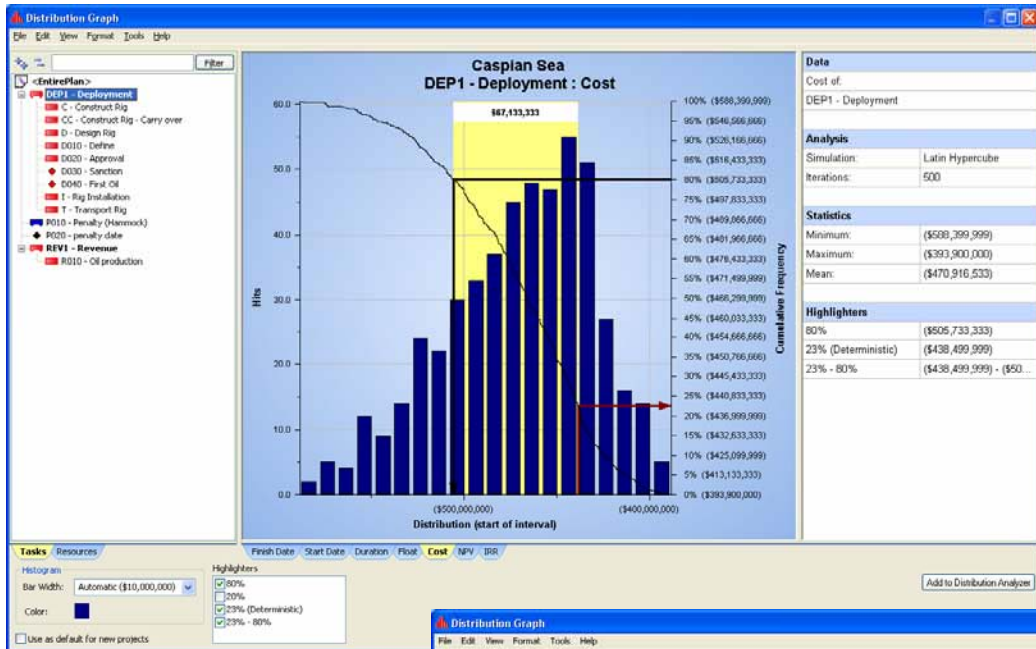 Distribution Graph
File Edit View Format Tools Help
Filter
<EntirePlan>
DEP1 - Deployment
C - Construct Rig
CC - Construct Rig - Carry over
D - Design Rig
D010 - Define
D020 - Approval
D030 - Sanction
D040 - First Oil
I - Rig Installation
T - Transport Rig
P010 - Penalty (Hammock)
P020 - penalty date
REV1 - Revenue
R010 - Oil production
Caspian Sea
DEP1 - Deployment : Cost
$67,133,333
60.0
50.0
40.0
30.0
20.0
10.0
0.0
Hits
100% ($588,399,999)
95% ($546,566,666)
90% ($526,166,666)
85% ($516,433,333)
80% ($505,733,333)
75% ($497,833,333)
70% ($489,866,666)
65% ($481,966,666)
60% ($478,433,333)
55% ($471,499,999)
50% ($466,299,999)
45% ($460,033,333)
40% ($454,666,666)
35% ($450,766,666)
30% ($445,433,333)
25% ($440,833,333)
20% ($436,999,999)
15% ($432,633,333)
10% ($425,099,999)
5% ($413,133,333)
0% ($393,900,000)
Cumulative Frequency
($500,000,000)
($400,000,000)
Distribution (start of interval)
Data
Cost of:
DEP1 - Deployment
Analysis
Simulation: Latin Hypercube
Iterations: 500
Statistics
Minimum: ($588,399,999)
Maximum: ($393,900,000)
Mean: ($470,916,533)
Highlighters
80% ($505,733,333)
23% (Deterministic) ($438,499,999)
23% - 80% ($438,499,999) - ($50...
Tasks Resources
Finish Date Start Date Duration Float Cost NPV IRR
Histogram
Bar Width: Automatic ($10,000,000)
Color:
Use as default for new projects
Highlighters
80%
20%
23% (Deterministic)
23% - 80%
Add to Distribution Analyzer
Distribution Graph
File Edit View Format Tools Help